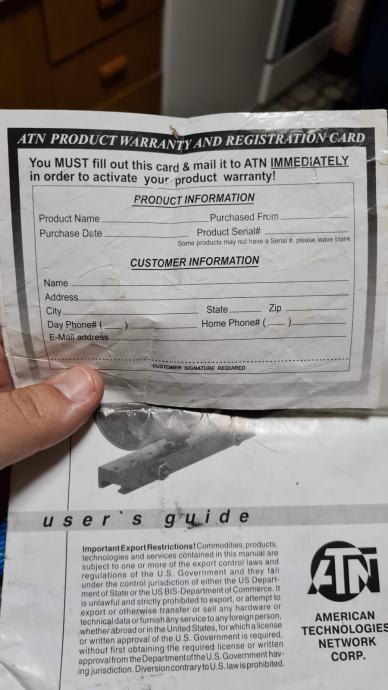 ATN PRODUCT WARRANTY AND REGISTRATION CARD
You MUST fill out this card & mail it to ATN IMMEDIATELY
in order to activate your product warranty!
PRODUCT INFORMATION
Product Name Purchased From
Purchase Date Product Serial#
Some products may not have a Serial #, please leave blank
CUSTOMER INFORMATION
Name
Address
City State Zip
Day Phone# ( ) Home Phone# ( )
E-Mail address
CUSTOMER SIGNATURE REQUIRED
user's guide
Important Export Restrictions! Commodities, products,
technologies and services contained in this manual are
subject to one or more of the export control laws and
regulations of the U.S. Government and they fall
under the control jurisdiction of either the US Depart-
ment of State or the US BIS-Department of Commerce. It
is unlawful and strictly prohibited to export, or attempt to
export or otherwise transfer or sell any hardware or
technical data or furnish any service to any foreign person,
whether abroad or in the United States, for which a license
or written approval of the U.S. Government is required,
without first obtaining the required license or written
approval from the Department of the U.S. Government hav-
ing jurisdiction. Diversion contrary to U.S. law is prohibited.
ATN
AMERICAN
TECHNOLOGIES
NETWORK
CORP.